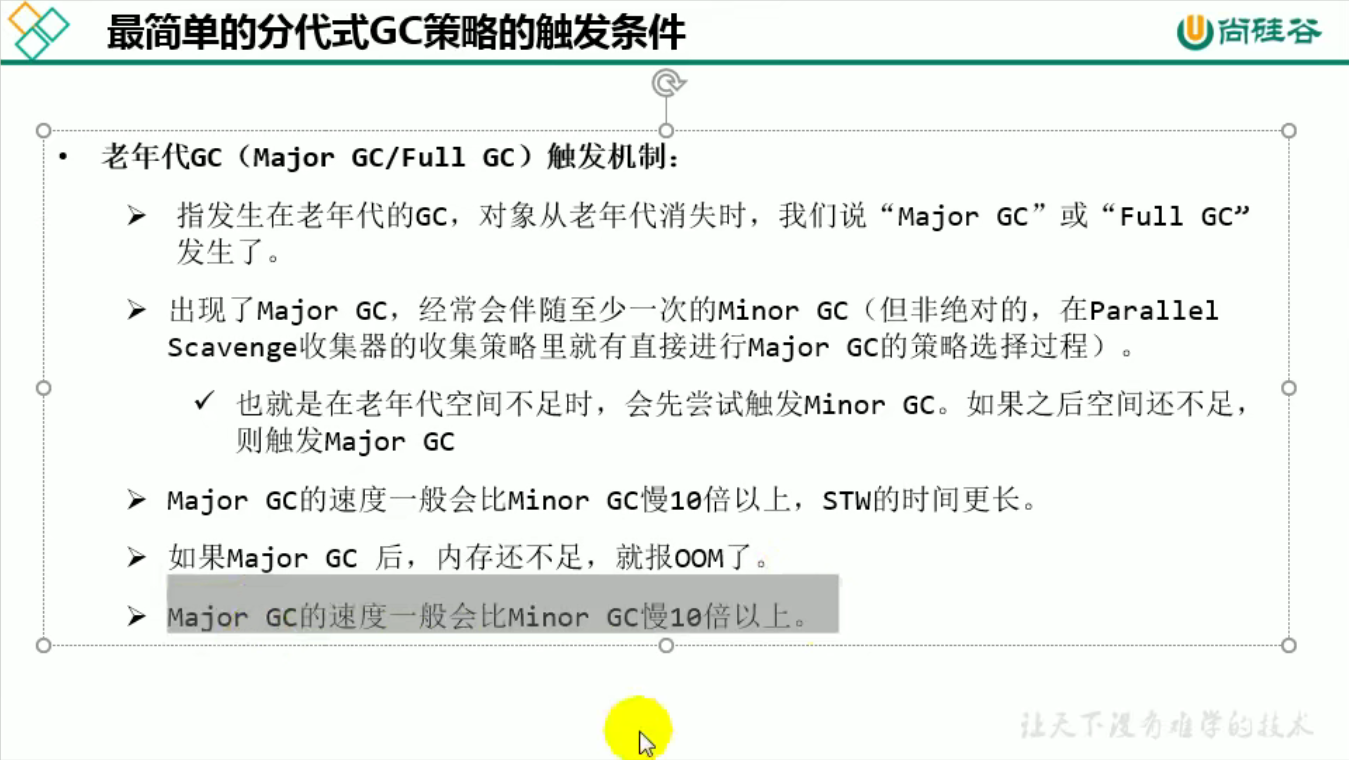 最简单的分代式GC策略的触发条件
尚硅谷
• 老年代GC（Major GC/Full GC）触发机制：
➢ 指发生在老年代的GC，对象从老年代消失时，我们说“Major GC”或“Full GC”
发生了。
➢ 出现了Major GC，经常会伴随至少一次的Minor GC（但非绝对的，在Parallel
Scavenge收集器的收集策略里就有直接进行Major GC的策略选择过程）。
✓ 也就是在老年代空间不足时，会先尝试触发Minor GC。如果之后空间还不足，
则触发Major GC
➢ Major GC的速度一般会比Minor GC慢10倍以上，STW的时间更长。
➢ 如果Major GC 后，内存还不足，就报OOM了。
➢ Major GC的速度一般会比Minor GC慢10倍以上。
让天下没有难学的技术